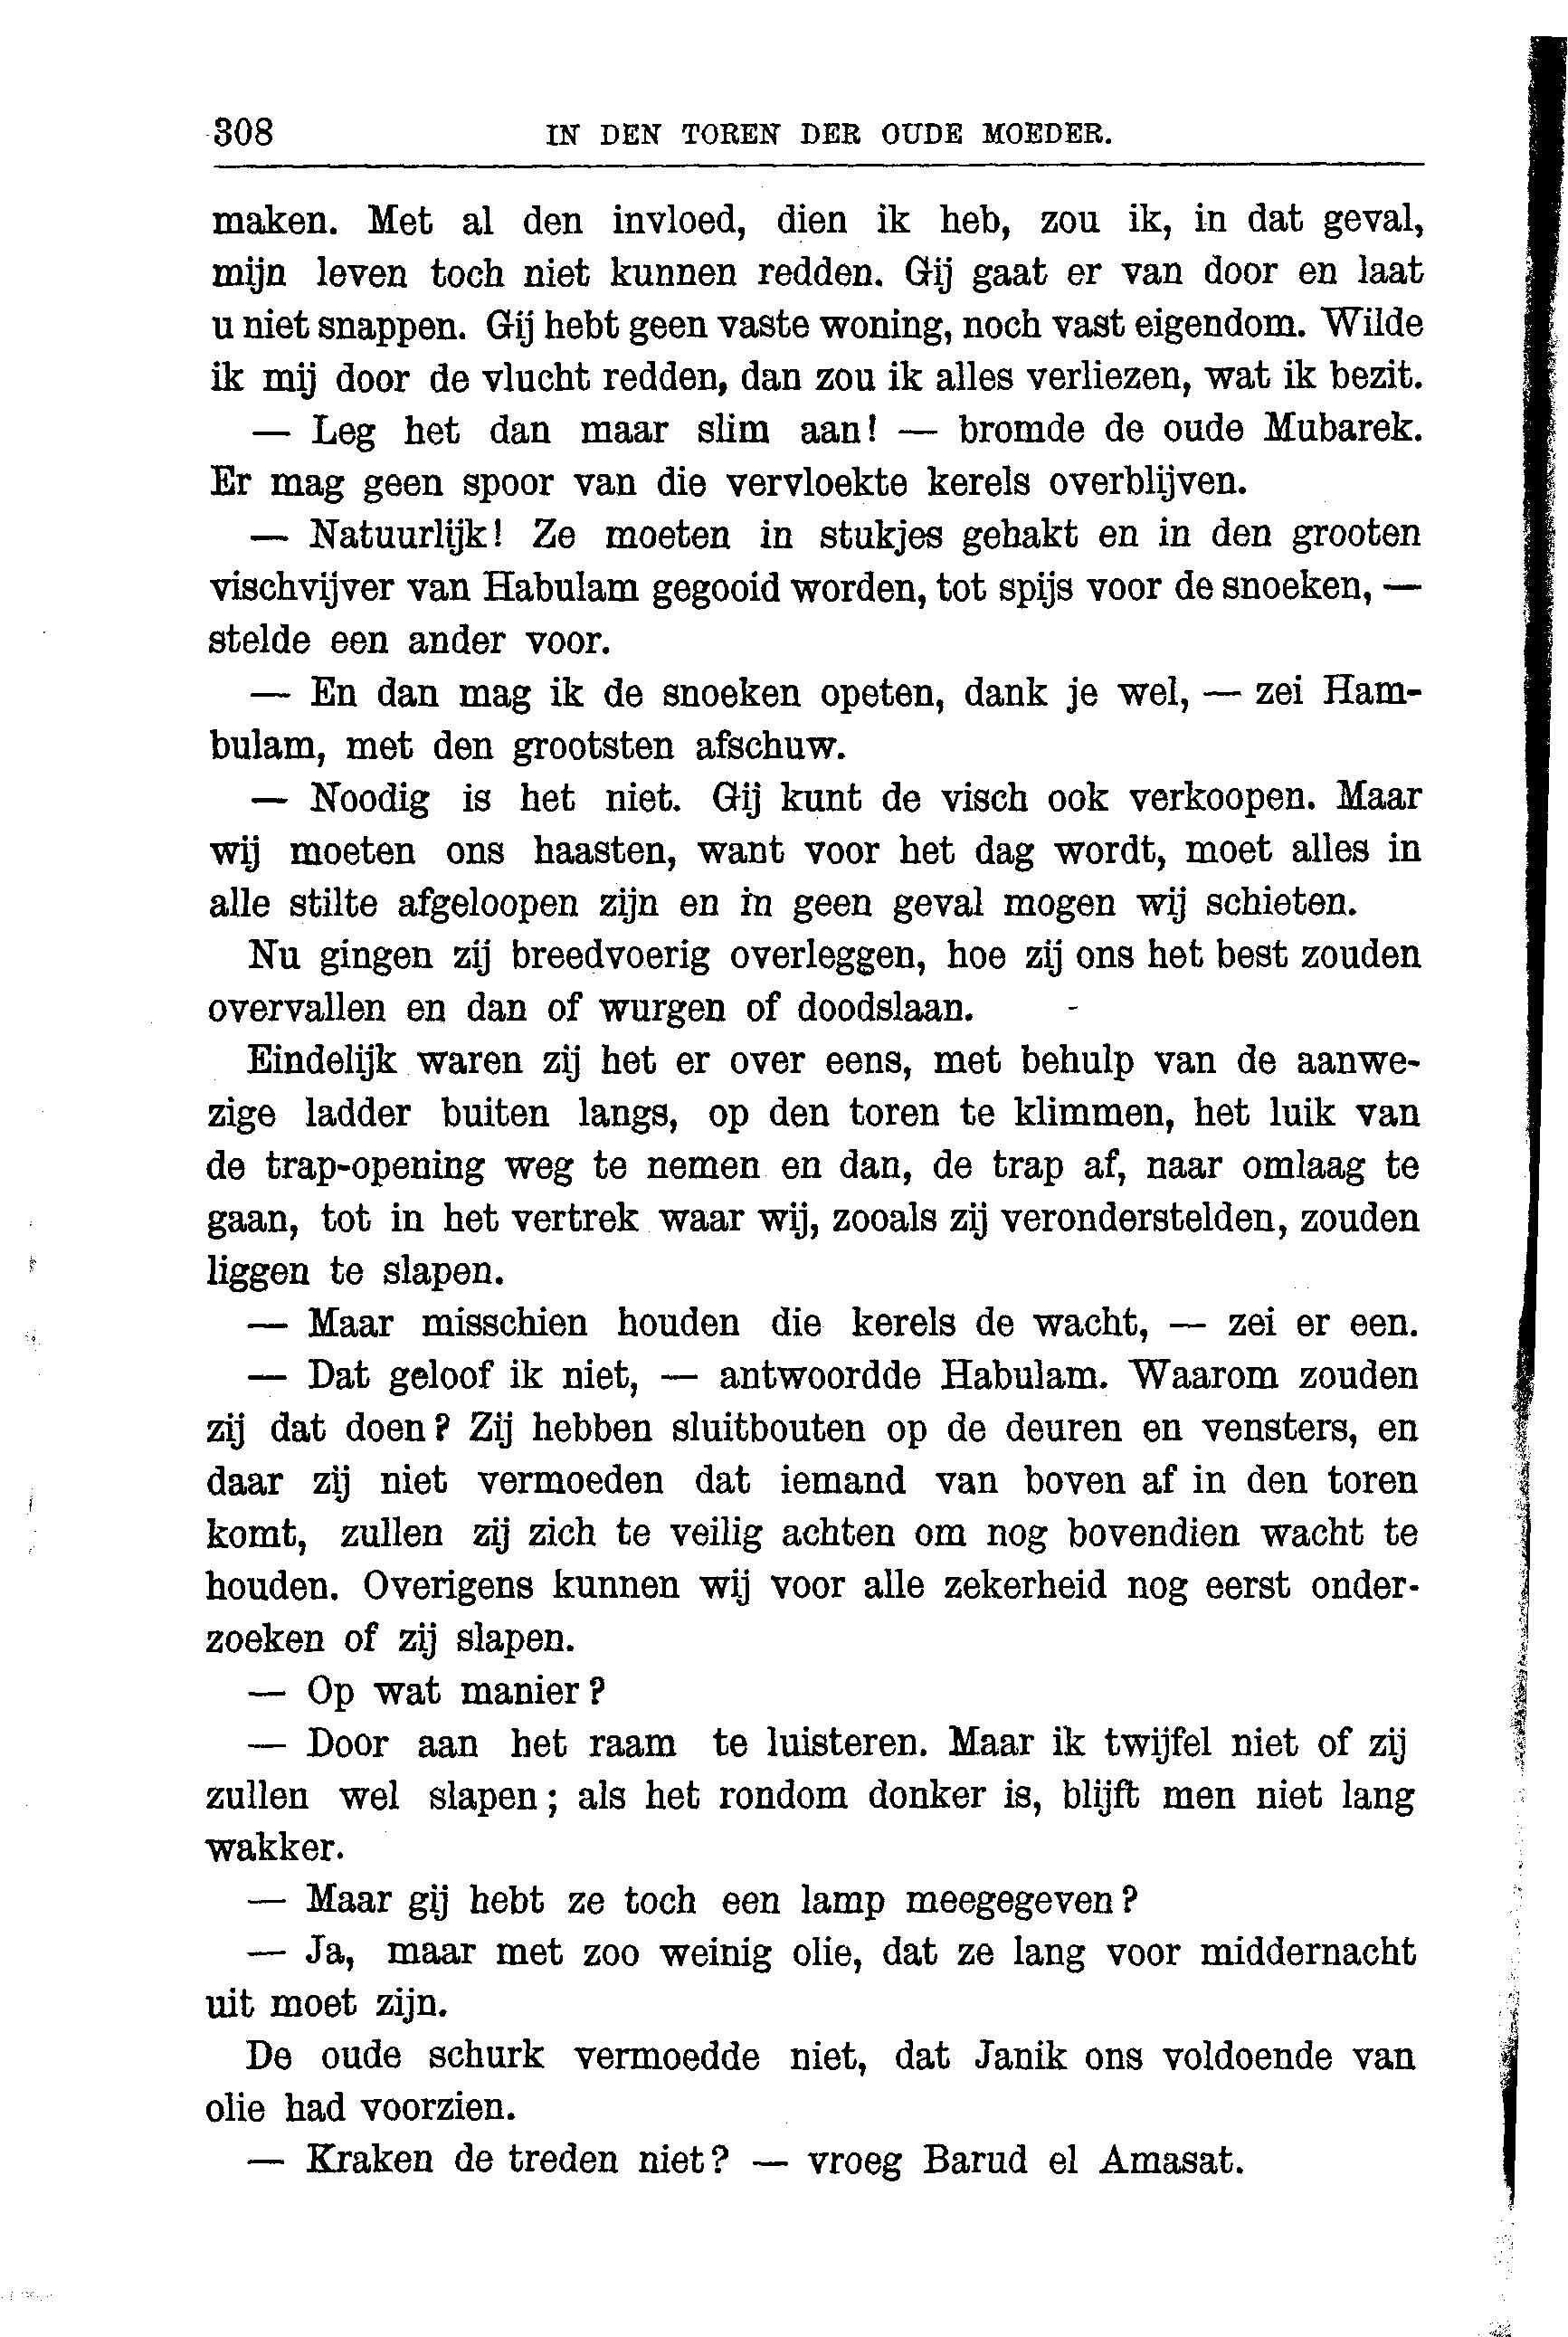 308 IN DEN TOREN DER OUDE MOEDER.
maken. Met al den invloed, dien ik heb, zou ik, in dat geval,
mijn leven toch niet kunnen redden. Gij gaat er van door en laat
u niet snappen. Gij hebt geen vaste woning, noch vast eigendom. Wilde
ik mij door de vlucht redden, dan zou ik alles verliezen, wat ik bezit.
— Leg het dan maar slim aan! — bromde de oude Mubarek.
Er mag geen spoor van die vervloekte kerels overblijven.
— Natuurlijk! Ze moeten in stukjes gehakt en in den grooten
vischvijver van Habulam gegooid worden, tot spijs voor de snoeken, —
stelde een ander voor.
— En dan mag ik de snoeken opeten, dank je wel, — zei Ham-
bulam, met den grootsten afschuw.
— Noodig is het niet. Gij kunt de visch ook verkoopen. Maar
wij moeten ons haasten, want voor het dag wordt, moet alles in
alle stilte afgeloopen zijn en in geen geval mogen wij schieten.
Nu gingen zij breedvoerig overleggen, hoe zij ons het best zouden
overvallen en dan of wurgen of doodslaan.
Eindelijk waren zij het er over eens, met behulp van de aanwe-
zige ladder buiten langs, op den toren te klimmen, het luik van
de trap-opening weg te nemen en dan, de trap af, naar omlaag te
gaan, tot in het vertrek waar wij, zooals zij veronderstelden, zouden
liggen te slapen.
— Maar misschien houden die kerels de wacht, — zei er een.
— Dat geloof ik niet, — antwoordde Habulam. Waarom zouden
zij dat doen? Zij hebben sluitbouten op de deuren en vensters, en
daar zij niet vermoeden dat iemand van boven af in den toren
komt, zullen zij zich te veilig achten om nog bovendien wacht te
houden. Overigens kunnen wij voor alle zekerheid nog eerst onder-
zoeken of zij slapen.
— Op wat manier?
— Door aan het raam te luisteren. Maar ik twijfel niet of zij
zullen wel slapen; als het rondom donker is, blijft men niet lang
wakker.
— Maar gij hebt ze toch een lamp meegegeven?
— Ja, maar met zoo weinig olie, dat ze lang voor middernacht
uit moet zijn.
De oude schurk vermoedde niet, dat Janik ons voldoende van
olie had voorzien.
— Kraken de treden niet? — vroeg Barud el Amasat.